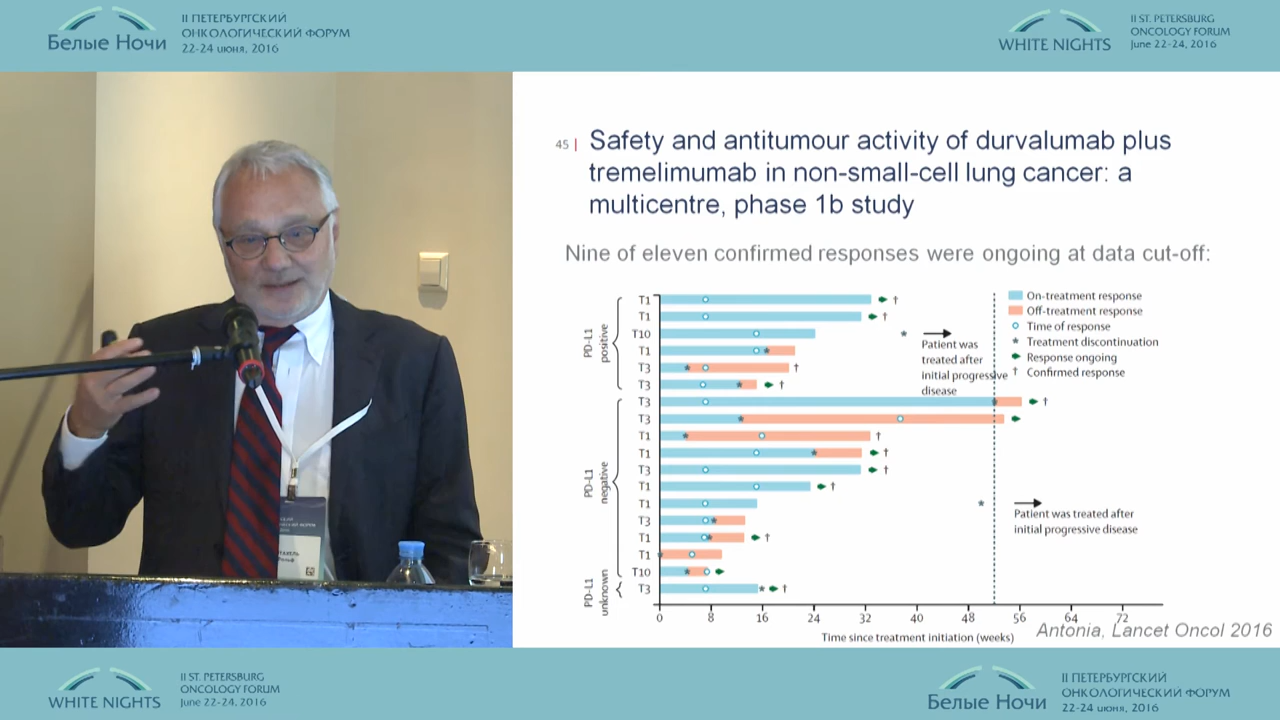 Белые Ночи
II ПЕТЕРБУРГСКИЙ
ОНКОЛОГИЧЕСКИЙ ФОРУМ
22-24 июня, 2016
WHITE NIGHTS
II ST. PETERSBURG
ONCOLOGY FORUM
June 22-24, 2016
45 |
Safety and antitumour activity of durvalumab plus
tremelimumab in non-small-cell lung cancer: a
multicentre, phase 1b study
Nine of eleven confirmed responses were ongoing at data cut-off:
PD-L1
positive
T1 †
T1 †
T10 *
T1 *
T3 * †
T3 * †
PD-L1
negative
T3 * †
T3 *
T1 * †
T1 * †
T3 †
T1 †
T1 *
T3 *
T1 * †
T1 *
T10 *
PD-L1
unknown
T3 * †
On-treatment response
Off-treatment response
Time of response
* Treatment discontinuation
Response ongoing
† Confirmed response
Patient was
treated after
initial progressive
disease
Patient was treated after
initial progressive disease
0 8 16 24 32 40 48 56 64 72
Time since treatment initiation (weeks)
Antonia, Lancet Oncol 2016
WHITE NIGHTS
II ST. PETERSBURG
ONCOLOGY FORUM
June 22-24, 2016
Белые Ночи
II ПЕТЕРБУРГСКИЙ
ОНКОЛОГИЧЕСКИЙ ФОРУМ
22-24 июня, 2016